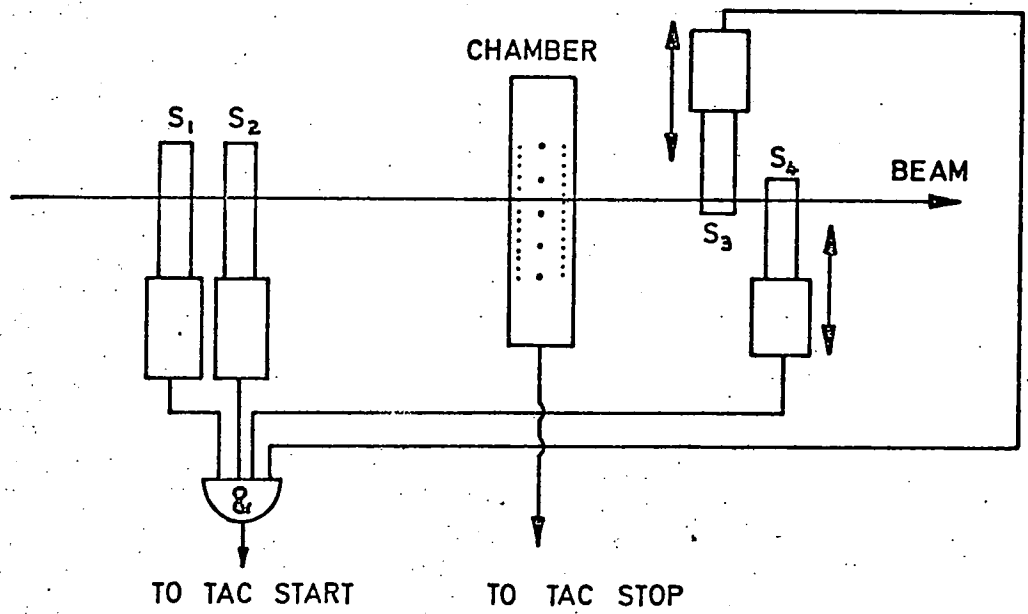 CHAMBER
S₁
S₂
S₃
S₄
BEAM
&
TO TAC START
TO TAC STOP